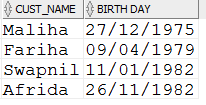 CUST_NAME BIRTH DAY
Maliha 27/12/1975
Fariha 09/04/1979
Swapnil 11/01/1982
Afrida 26/11/1982